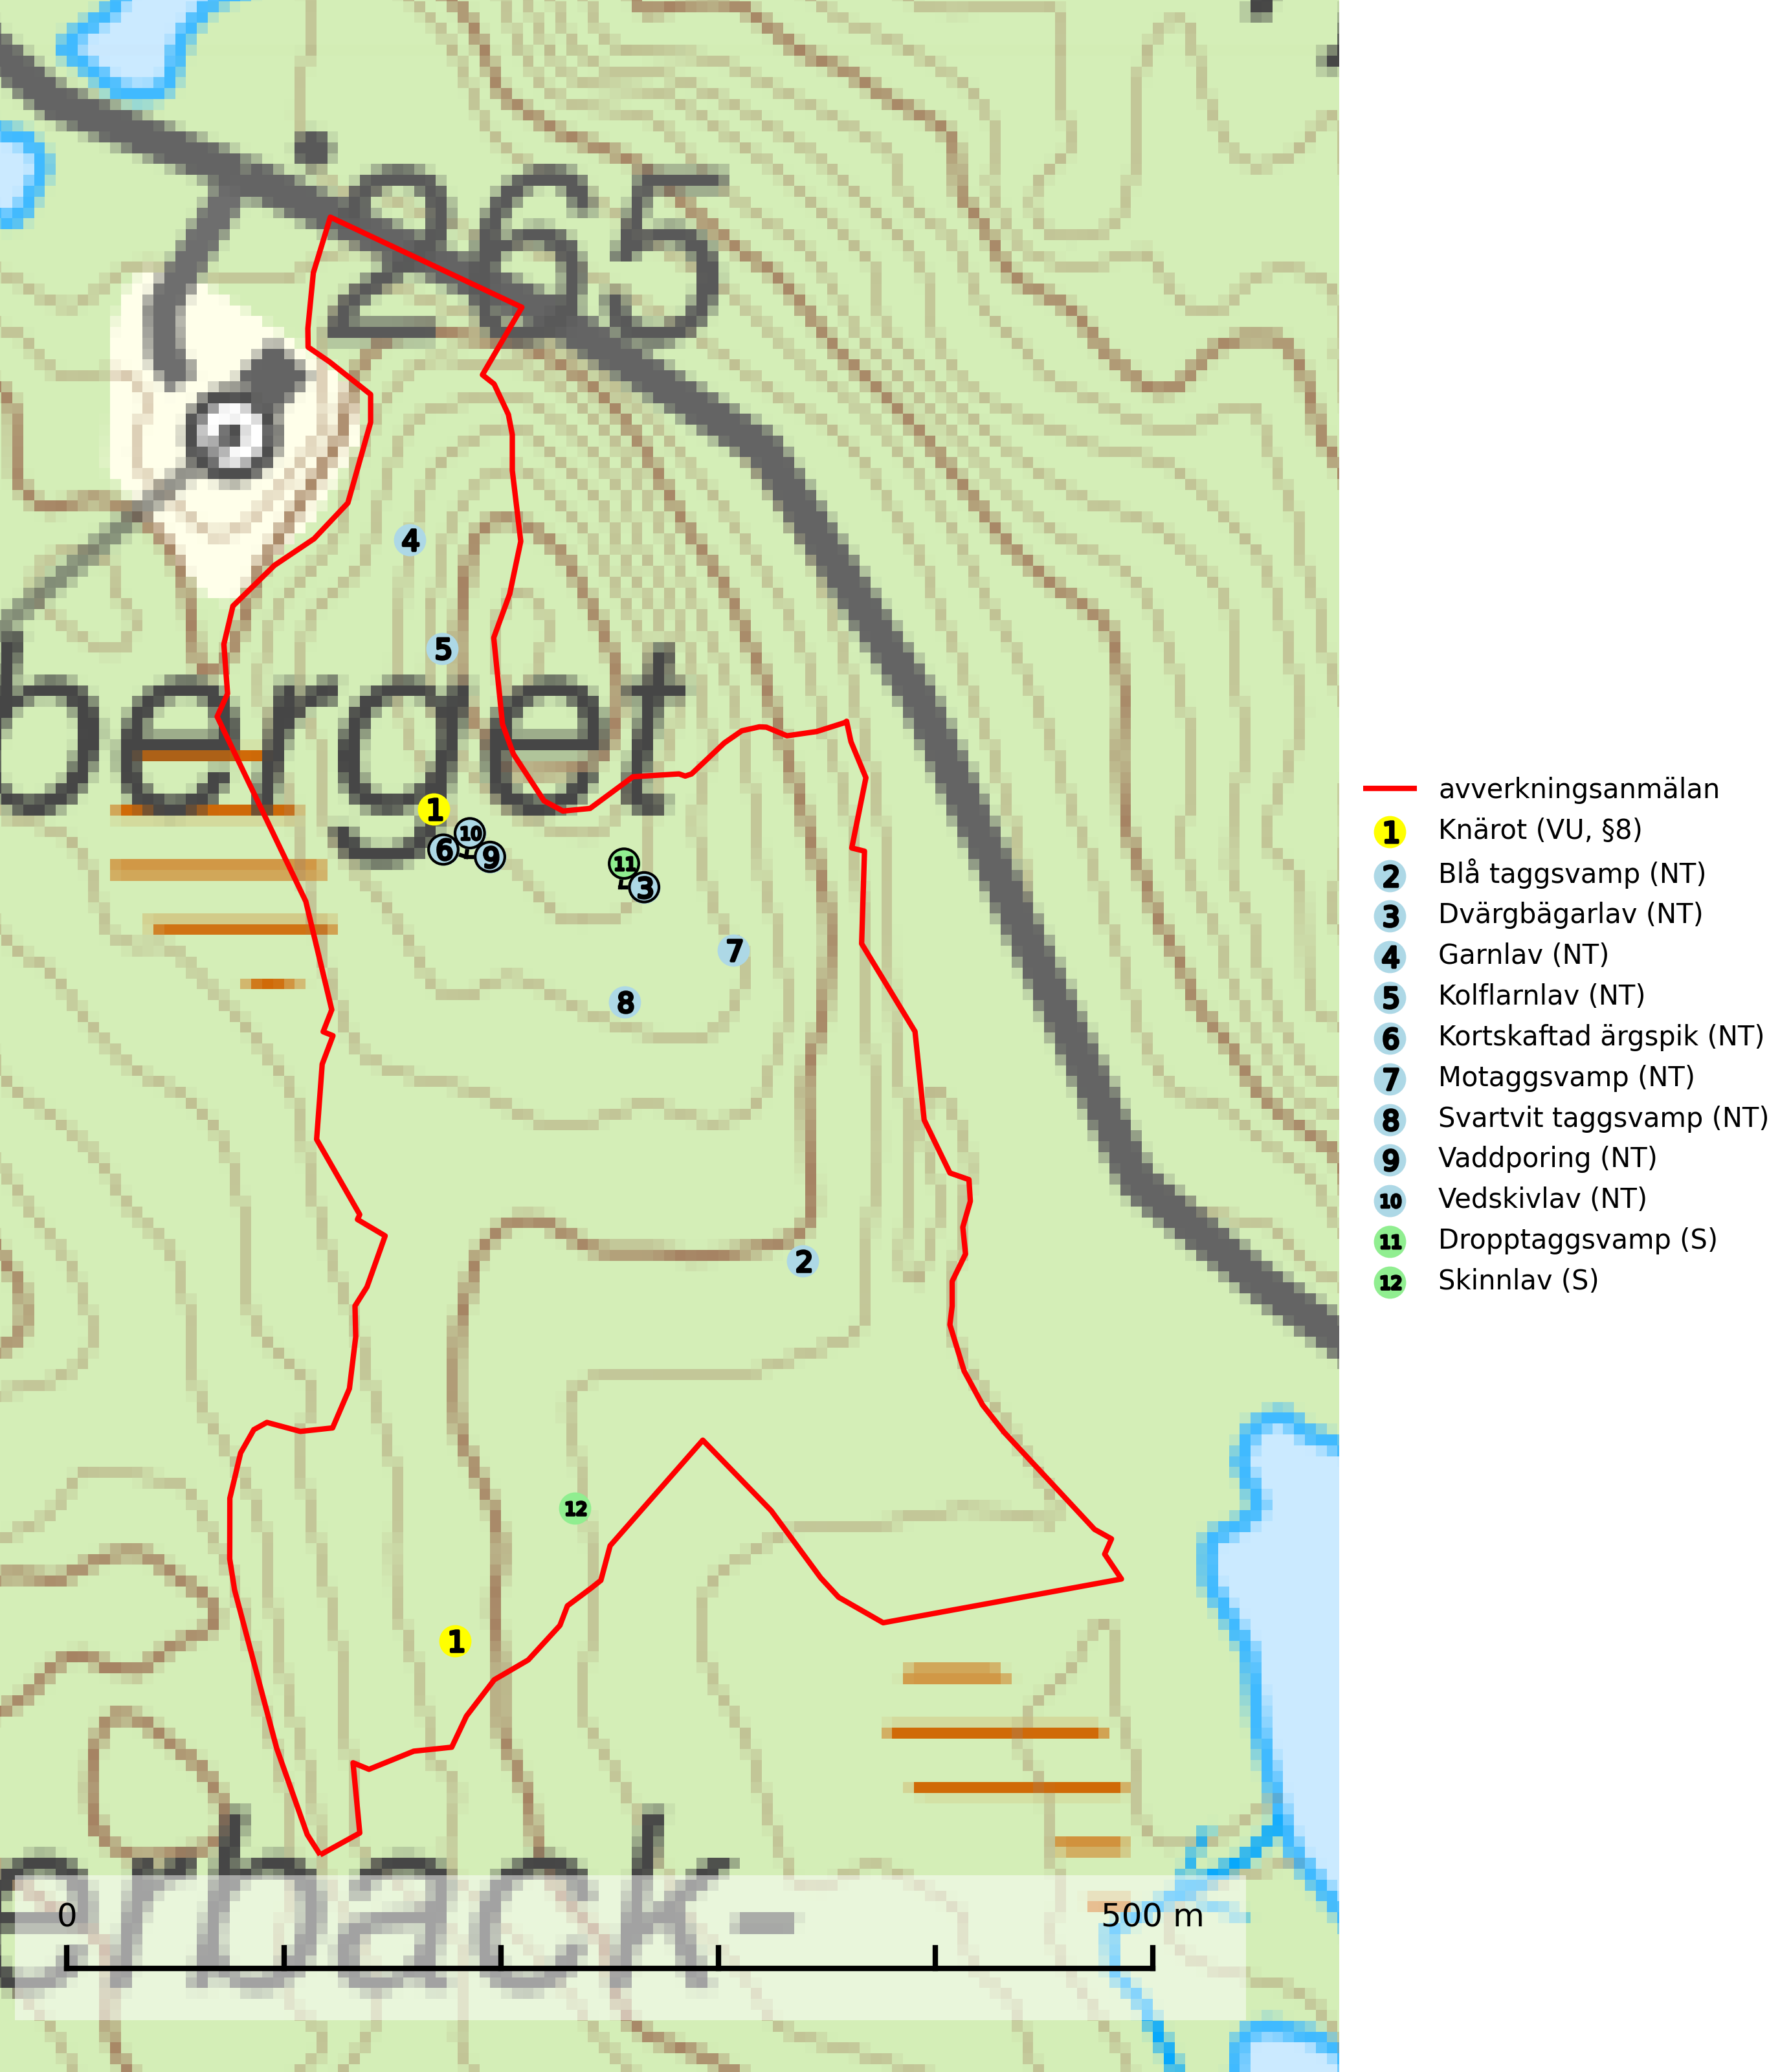 265
berget
1
2
3
4
5
6
7
8
9
10
11
12
1
erback-
0 500 m
avverkningsanmälan
1 Knärot (VU, §8)
2 Blå taggsvamp (NT)
3 Dvärgbägarlav (NT)
4 Garnlav (NT)
5 Kolflarnlav (NT)
6 Kortskaftad ärgspik (NT)
7 Motaggsvamp (NT)
8 Svartvit taggsvamp (NT)
9 Vaddporing (NT)
10 Vedskivlav (NT)
11 Dropptaggsvamp (S)
12 Skinnlav (S)